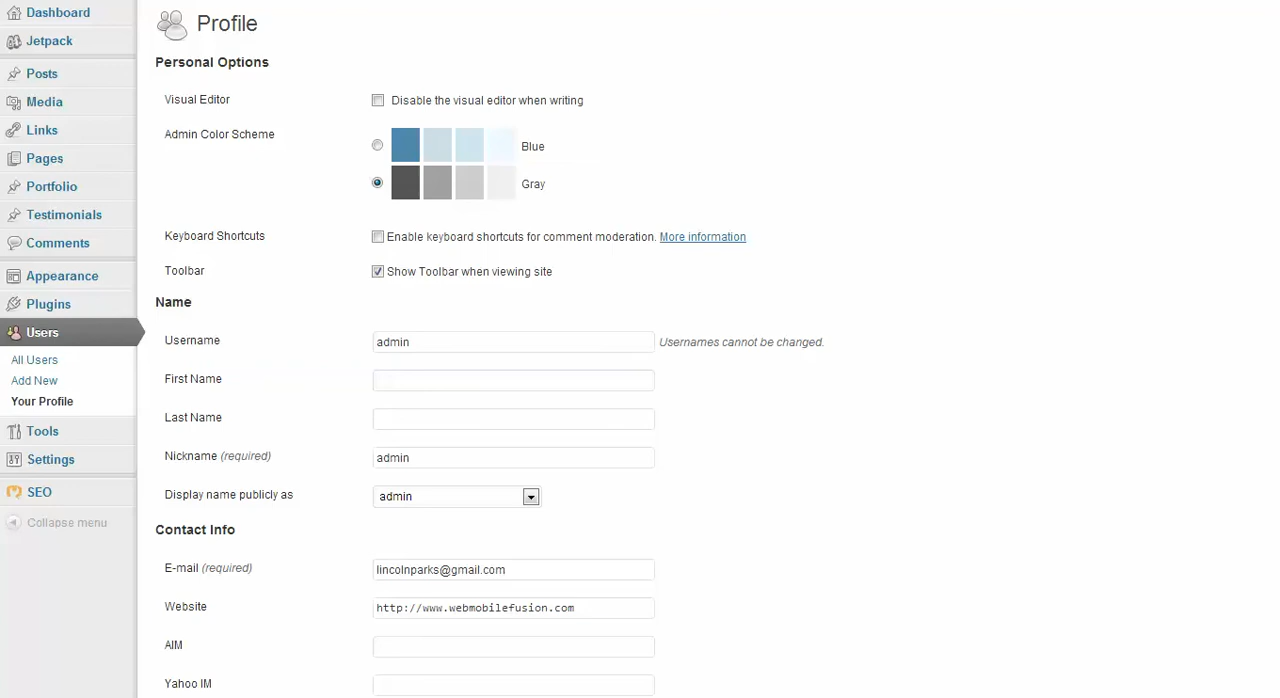 Dashboard
Jetpack
Posts
Media
Links
Pages
Portfolio
Testimonials
Comments
Appearance
Plugins
Users
All Users
Add New
Your Profile
Tools
Settings
SEO
Collapse menu
Profile
Personal Options
Visual Editor Disable the visual editor when writing
Admin Color Scheme
Blue
Gray
Keyboard Shortcuts Enable keyboard shortcuts for comment moderation. More information
Toolbar Show Toolbar when viewing site
Name
Username admin Usernames cannot be changed.
First Name
Last Name
Nickname (required) admin
Display name publicly as admin
Contact Info
E-mail (required) lincolnparks@gmail.com
Website http://www.webmobilefusion.com
AIM
Yahoo IM